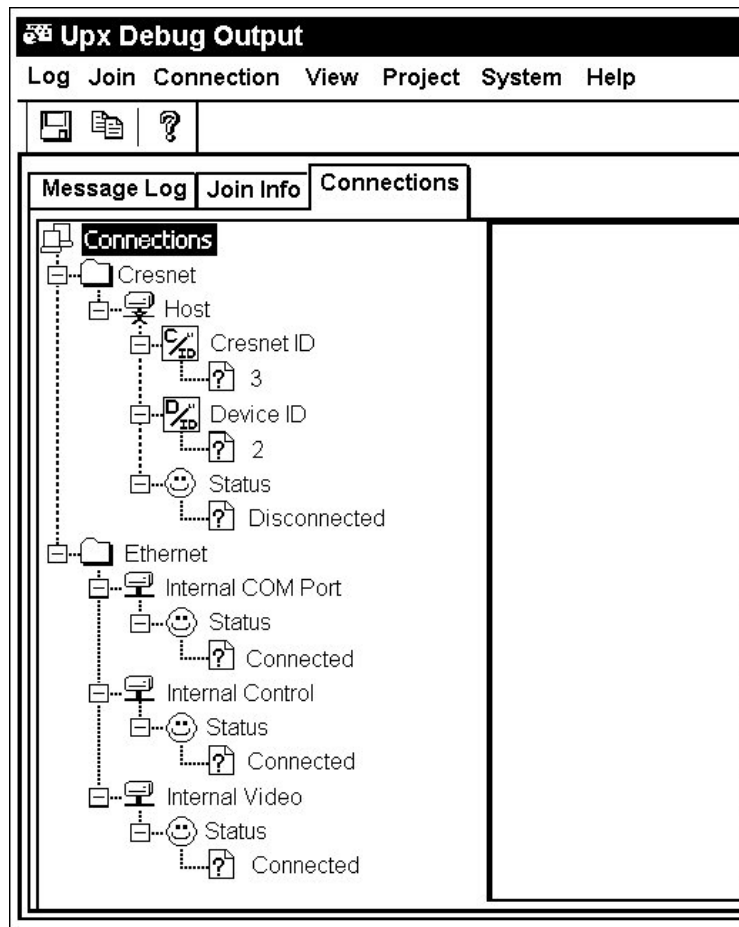 Upx Debug Output
Log Join Connection View Project System Help
Message Log Join Info Connections
Connections
Cresnet
Host
C/ID Cresnet ID
3
D/ID Device ID
2
Status
Disconnected
Ethernet
Internal COM Port
Status
Connected
Internal Control
Status
Connected
Internal Video
Status
Connected